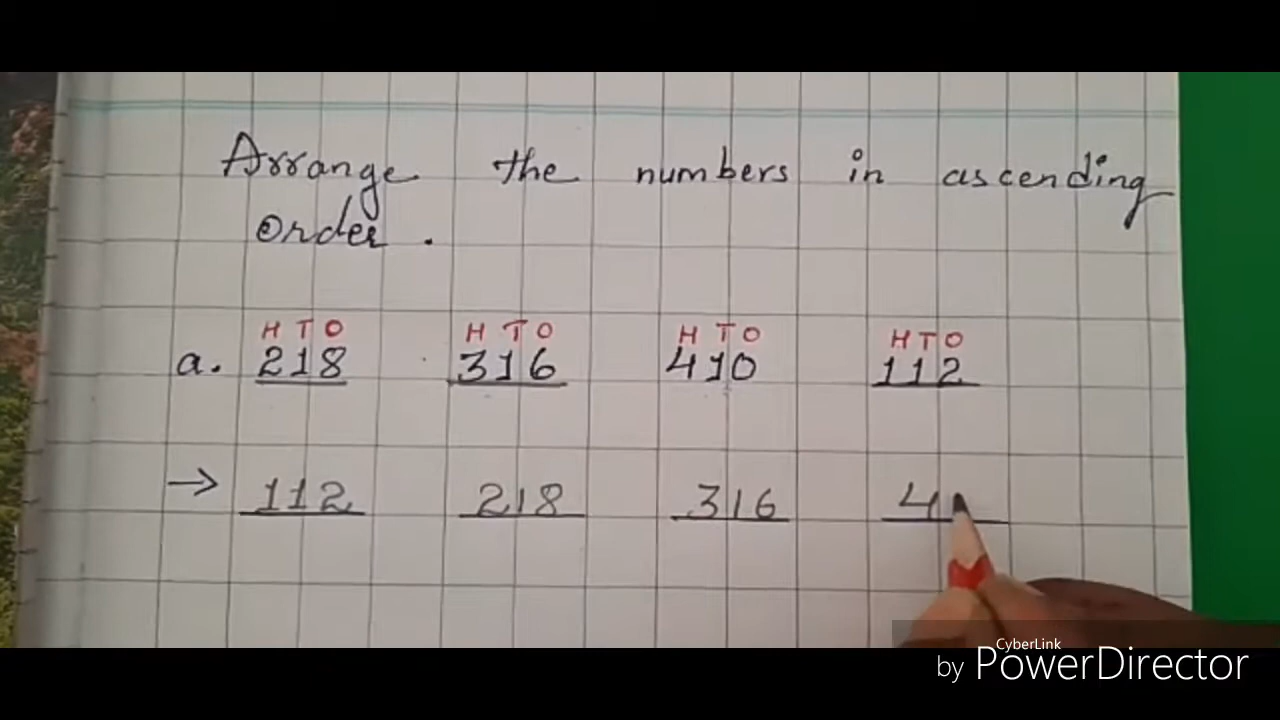 Arrange the numbers in ascending
order.
H T O H T O H T O H T O
a. 218 316 410 112
→ 112 218 316 4
CyberLink
by PowerDirector